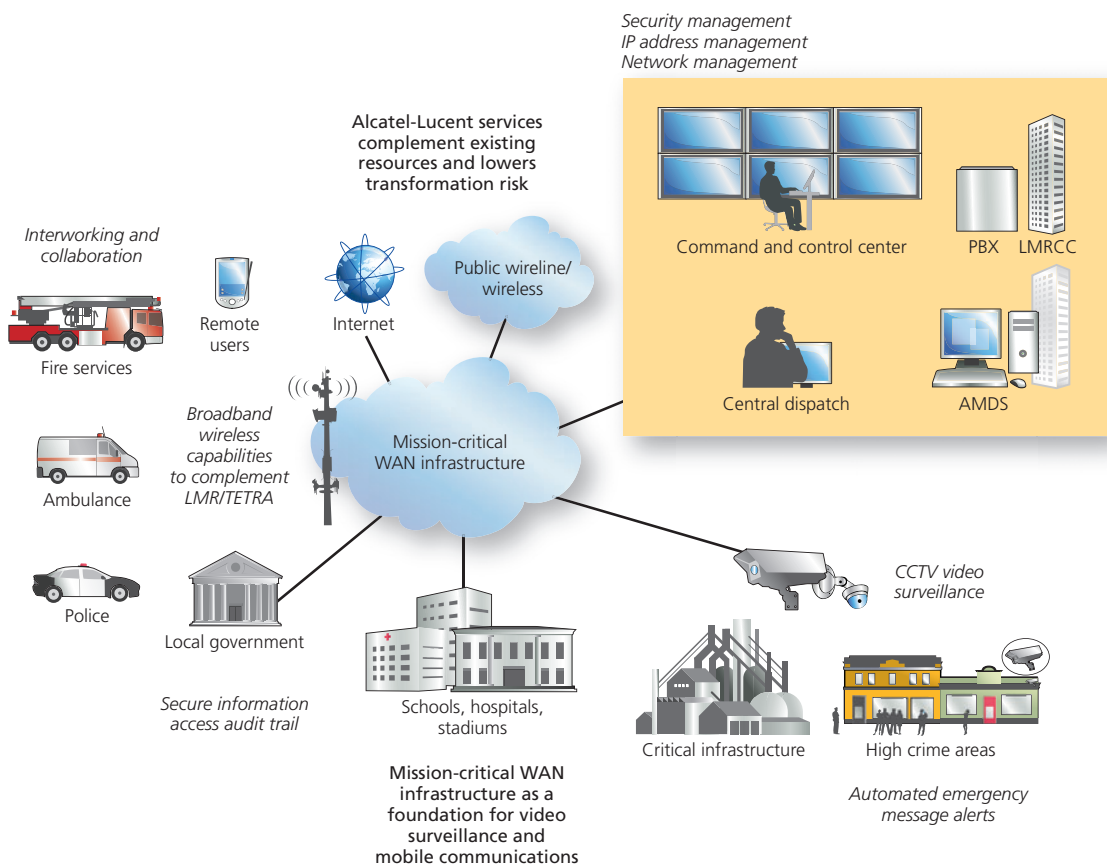 Security management
IP address management
Network management
Alcatel-Lucent services
complement existing
resources and lowers
transformation risk
Command and control center
PBX
LMRCC
Interworking and
collaboration
Public wireline/
wireless
Remote
users
Internet
Fire services
Central dispatch
AMDS
Broadband
wireless
capabilities
to complement
LMR/TETRA
Mission-critical
WAN infrastructure
Ambulance
CCTV video
surveillance
Police
Local government
Secure information
access audit trail
Schools, hospitals,
stadiums
Critical infrastructure
High crime areas
Mission-critical WAN
infrastructure as a
foundation for video
surveillance and
mobile communications
Automated emergency
message alerts